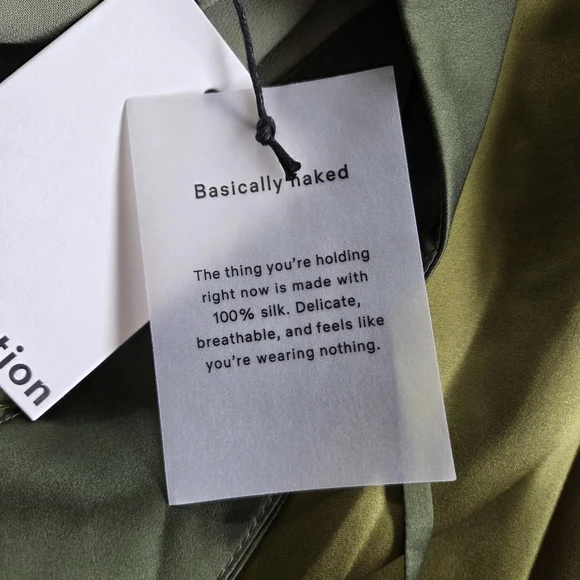 Basically naked
The thing you're holding
right now is made with
100% silk. Delicate,
breathable, and feels like
you're wearing nothing.
tion